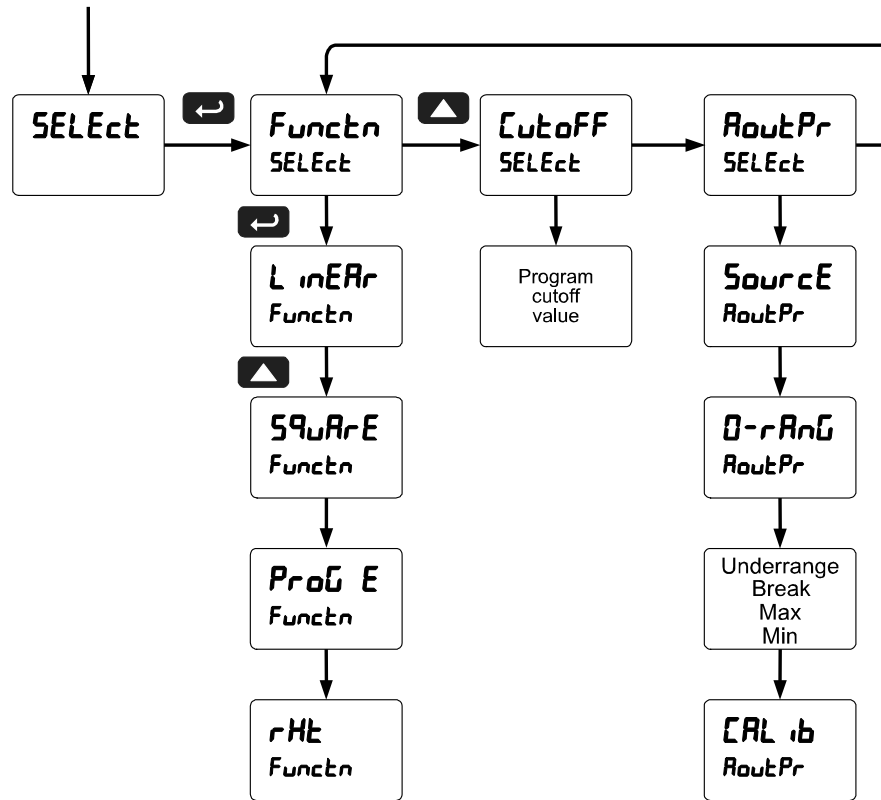 SELEct
Functn
SELEct
CutoFF
SELEct
AoutPr
SELEct
LinEAr
Functn
Program
cutoff
value
SourcE
AoutPr
SquArE
Functn
O-rAnG
AoutPr
ProG E
Functn
Underrange
Break
Max
Min
rHt
Functn
CALib
AoutPr